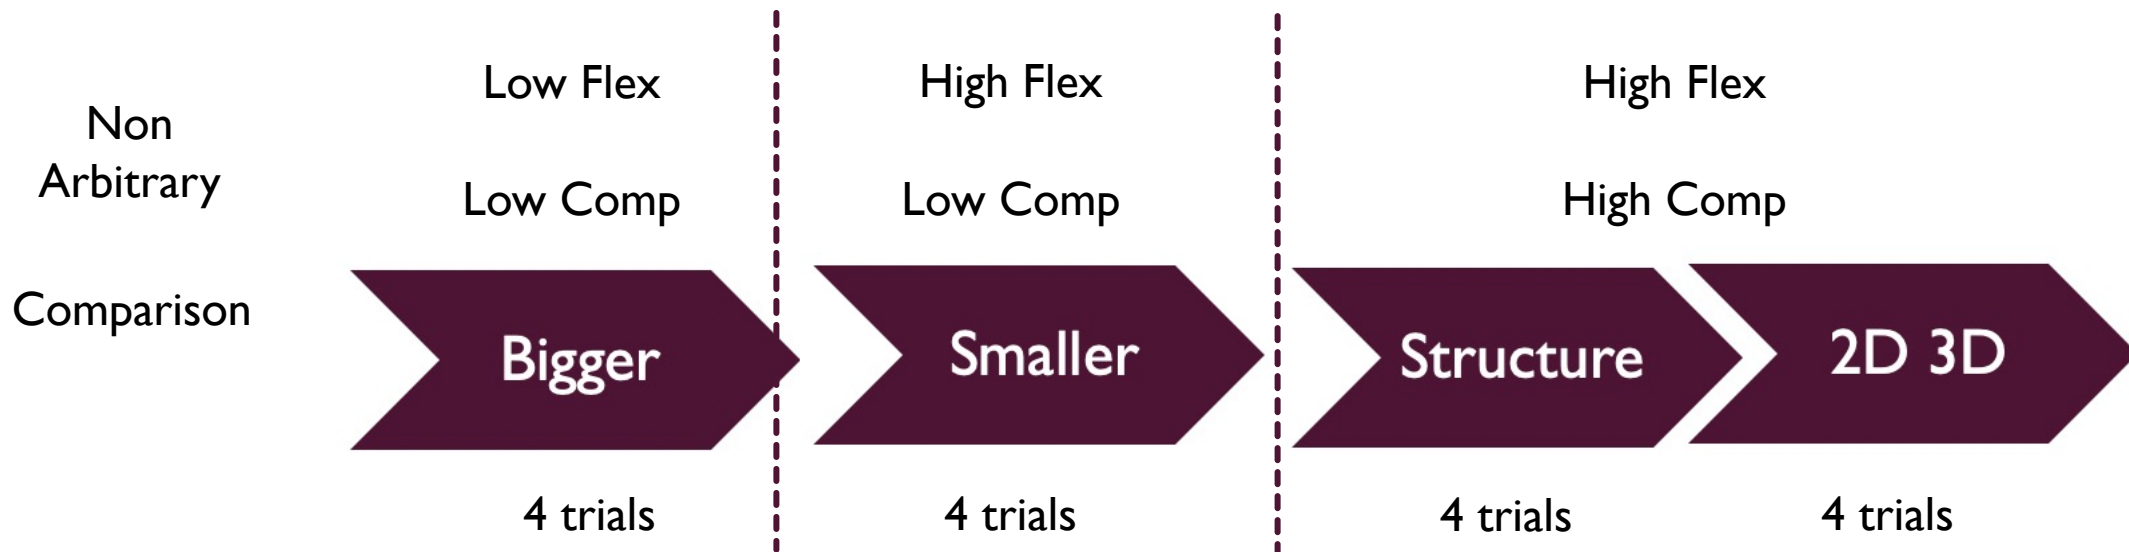 Non
Arbitrary
Comparison
Low Flex
High Flex
High Flex
Low Comp
Low Comp
High Comp
Bigger
Smaller
Structure
2D 3D
4 trials
4 trials
4 trials
4 trials